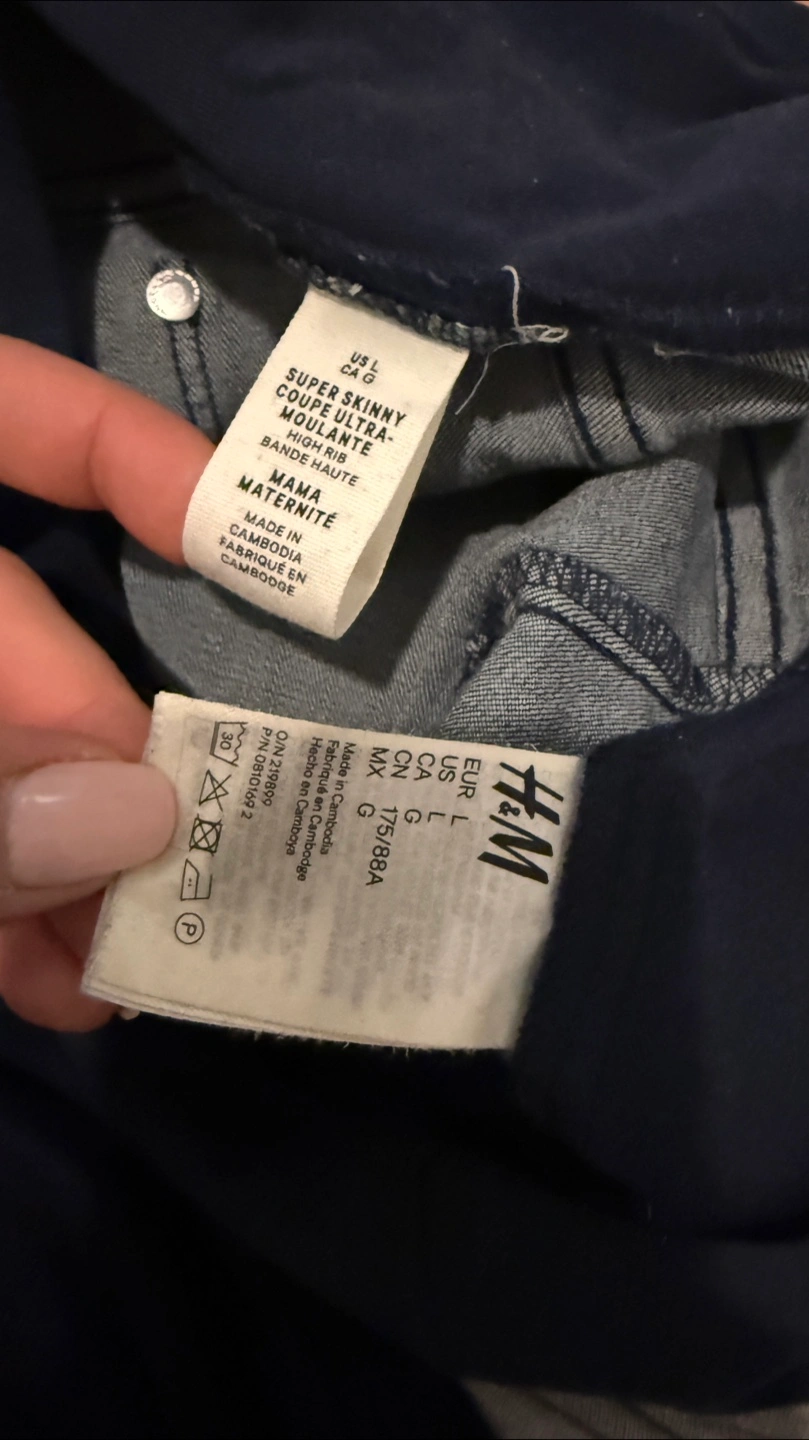 US L
CA G
SUPER SKINNY
COUPE ULTRA-
MOULANTE
HIGH RIB
BANDE HAUTE
MAMA
MATERNITÉ
MADE IN
CAMBODIA
FABRIQUÉ EN
CAMBODGE
H&M
EUR L
US L
CA G
CN 175/88A
MX G
Made in Cambodia
Fabriqué en Cambodge
Hecho en Camboya
O/N 219899
P/N 0810169 2
30
P